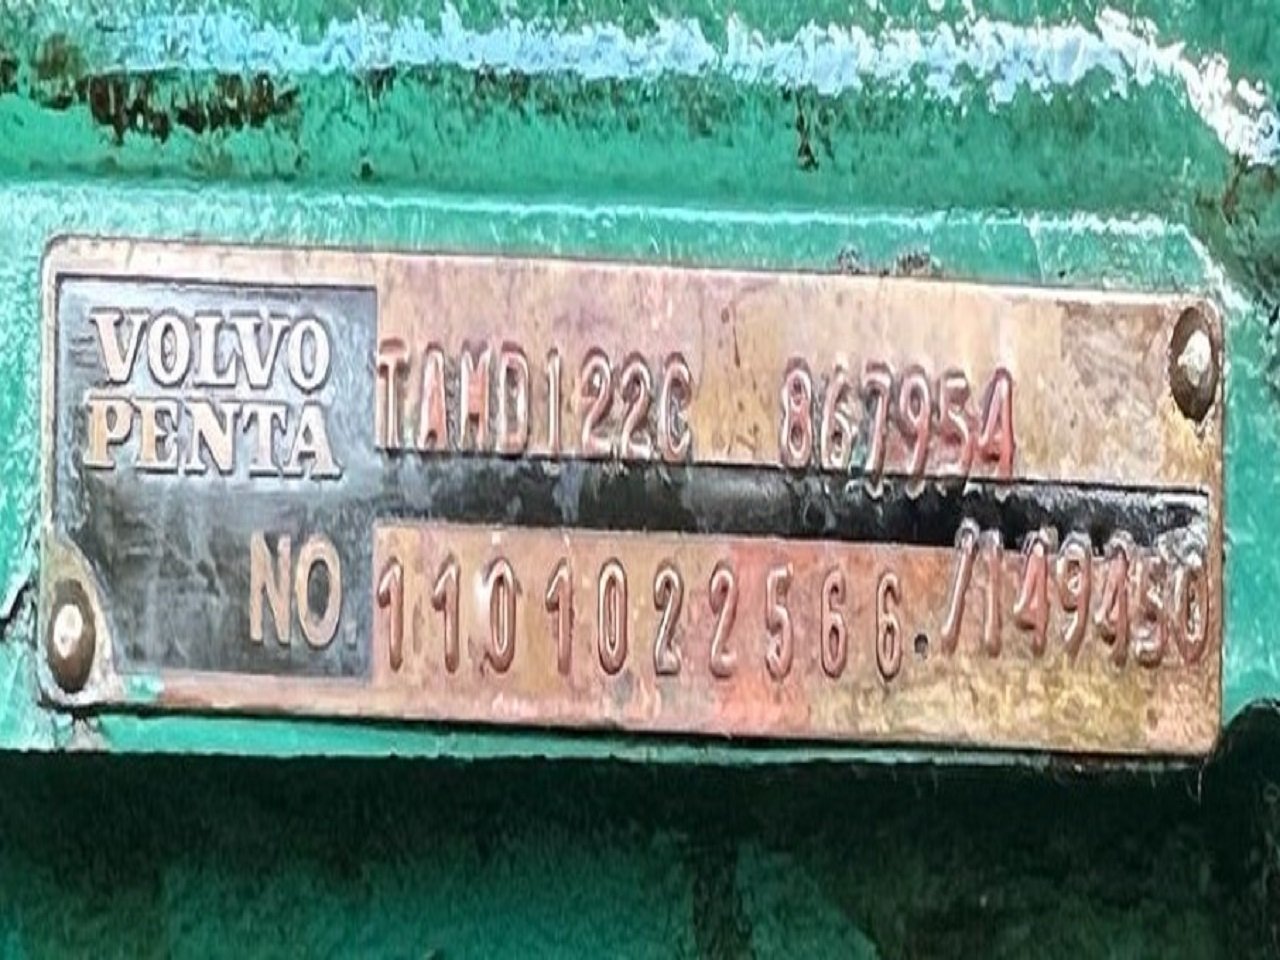 VOLVO
PENTA
TAMD122C 867954
NO. 1101022566 /149450